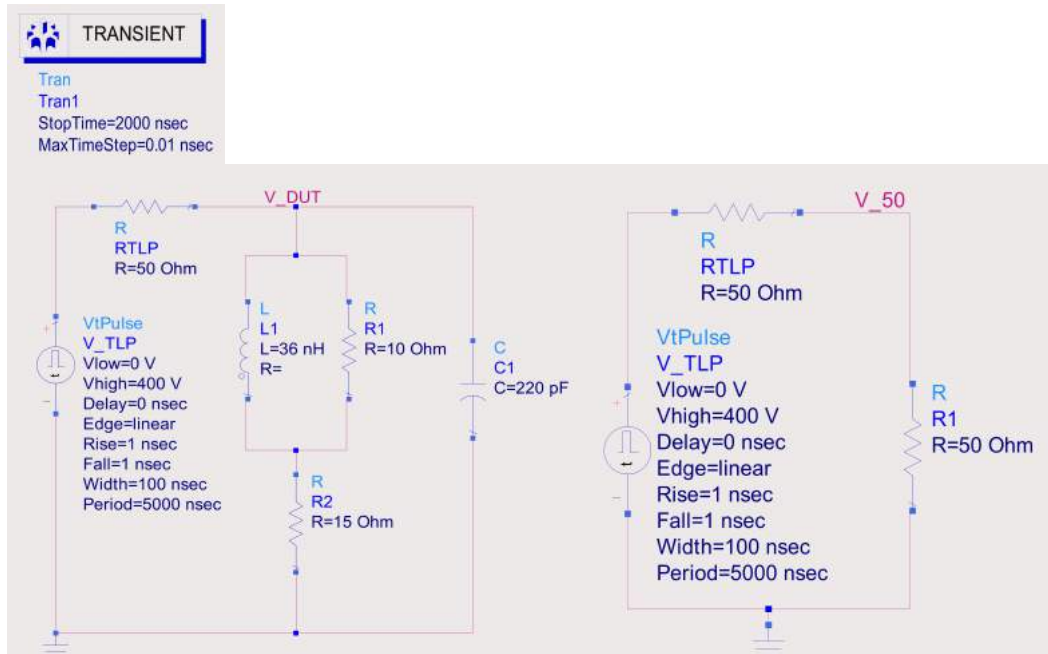 TRANSIENT
Tran
Tran1
StopTime=2000 nsec
MaxTimeStep=0.01 nsec
V_DUT
R
RTLP
R=50 Ohm
VtPulse
V_TLP
Vlow=0 V
Vhigh=400 V
Delay=0 nsec
Edge=linear
Rise=1 nsec
Fall=1 nsec
Width=100 nsec
Period=5000 nsec
+
-
L
L1
L=36 nH
R=
R
R1
R=10 Ohm
R
R2
R=15 Ohm
C
C1
C=220 pF
V_50
R
RTLP
R=50 Ohm
VtPulse
V_TLP
Vlow=0 V
Vhigh=400 V
Delay=0 nsec
Edge=linear
Rise=1 nsec
Fall=1 nsec
Width=100 nsec
Period=5000 nsec
+
-
R
R1
R=50 Ohm